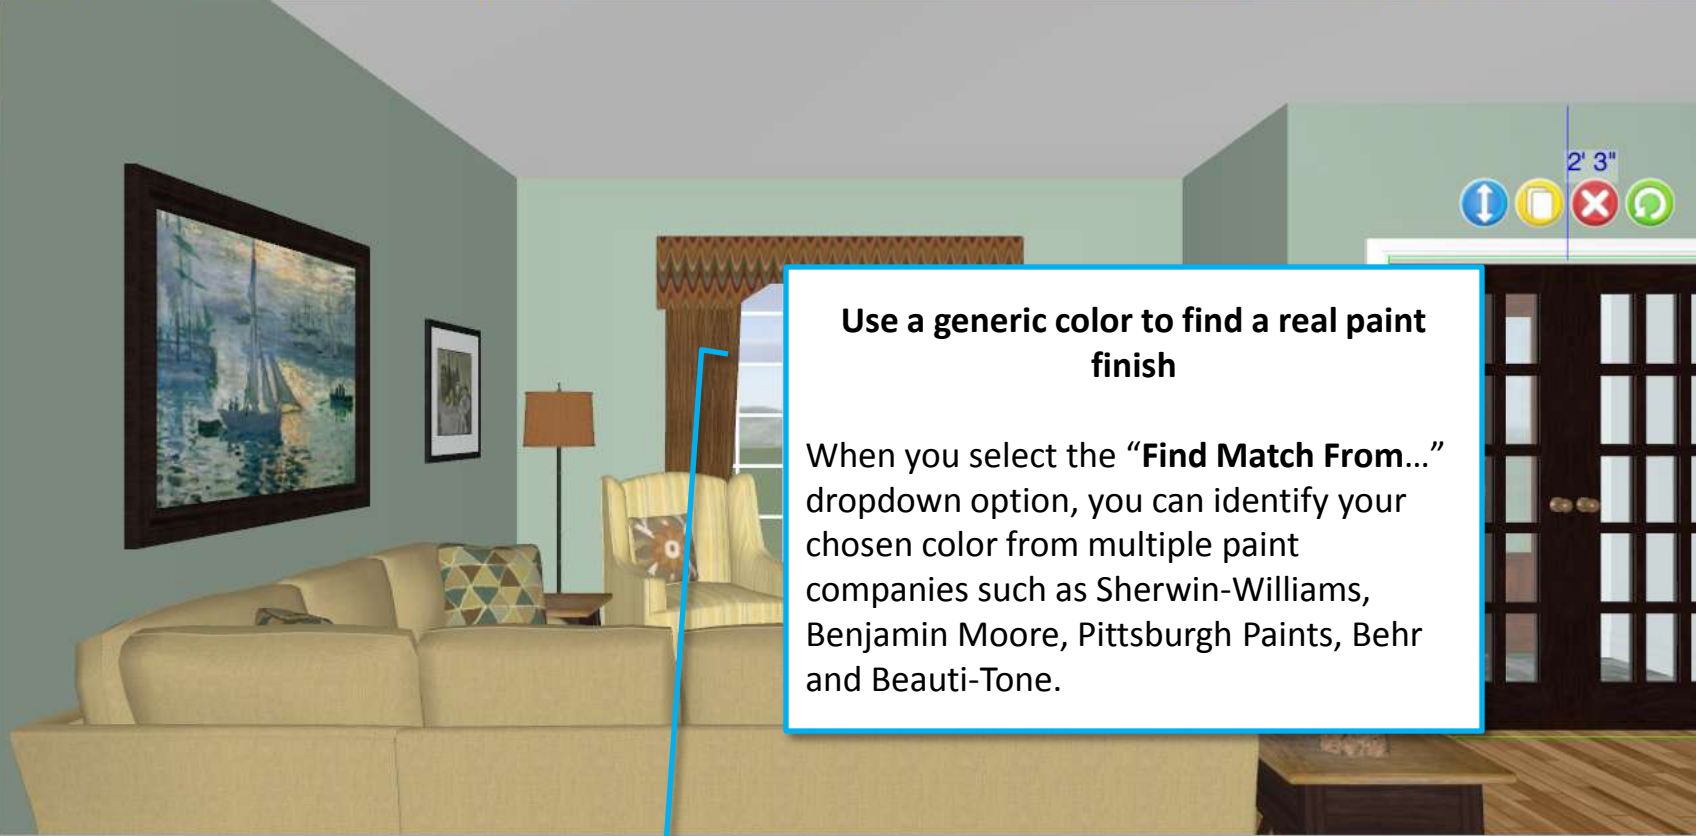 2' 3"
Use a generic color to find a real paint
finish
When you select the “Find Match From…”
dropdown option, you can identify your
chosen color from multiple paint
companies such as Sherwin-Williams,
Benjamin Moore, Pittsburgh Paints, Behr
and Beauti-Tone.